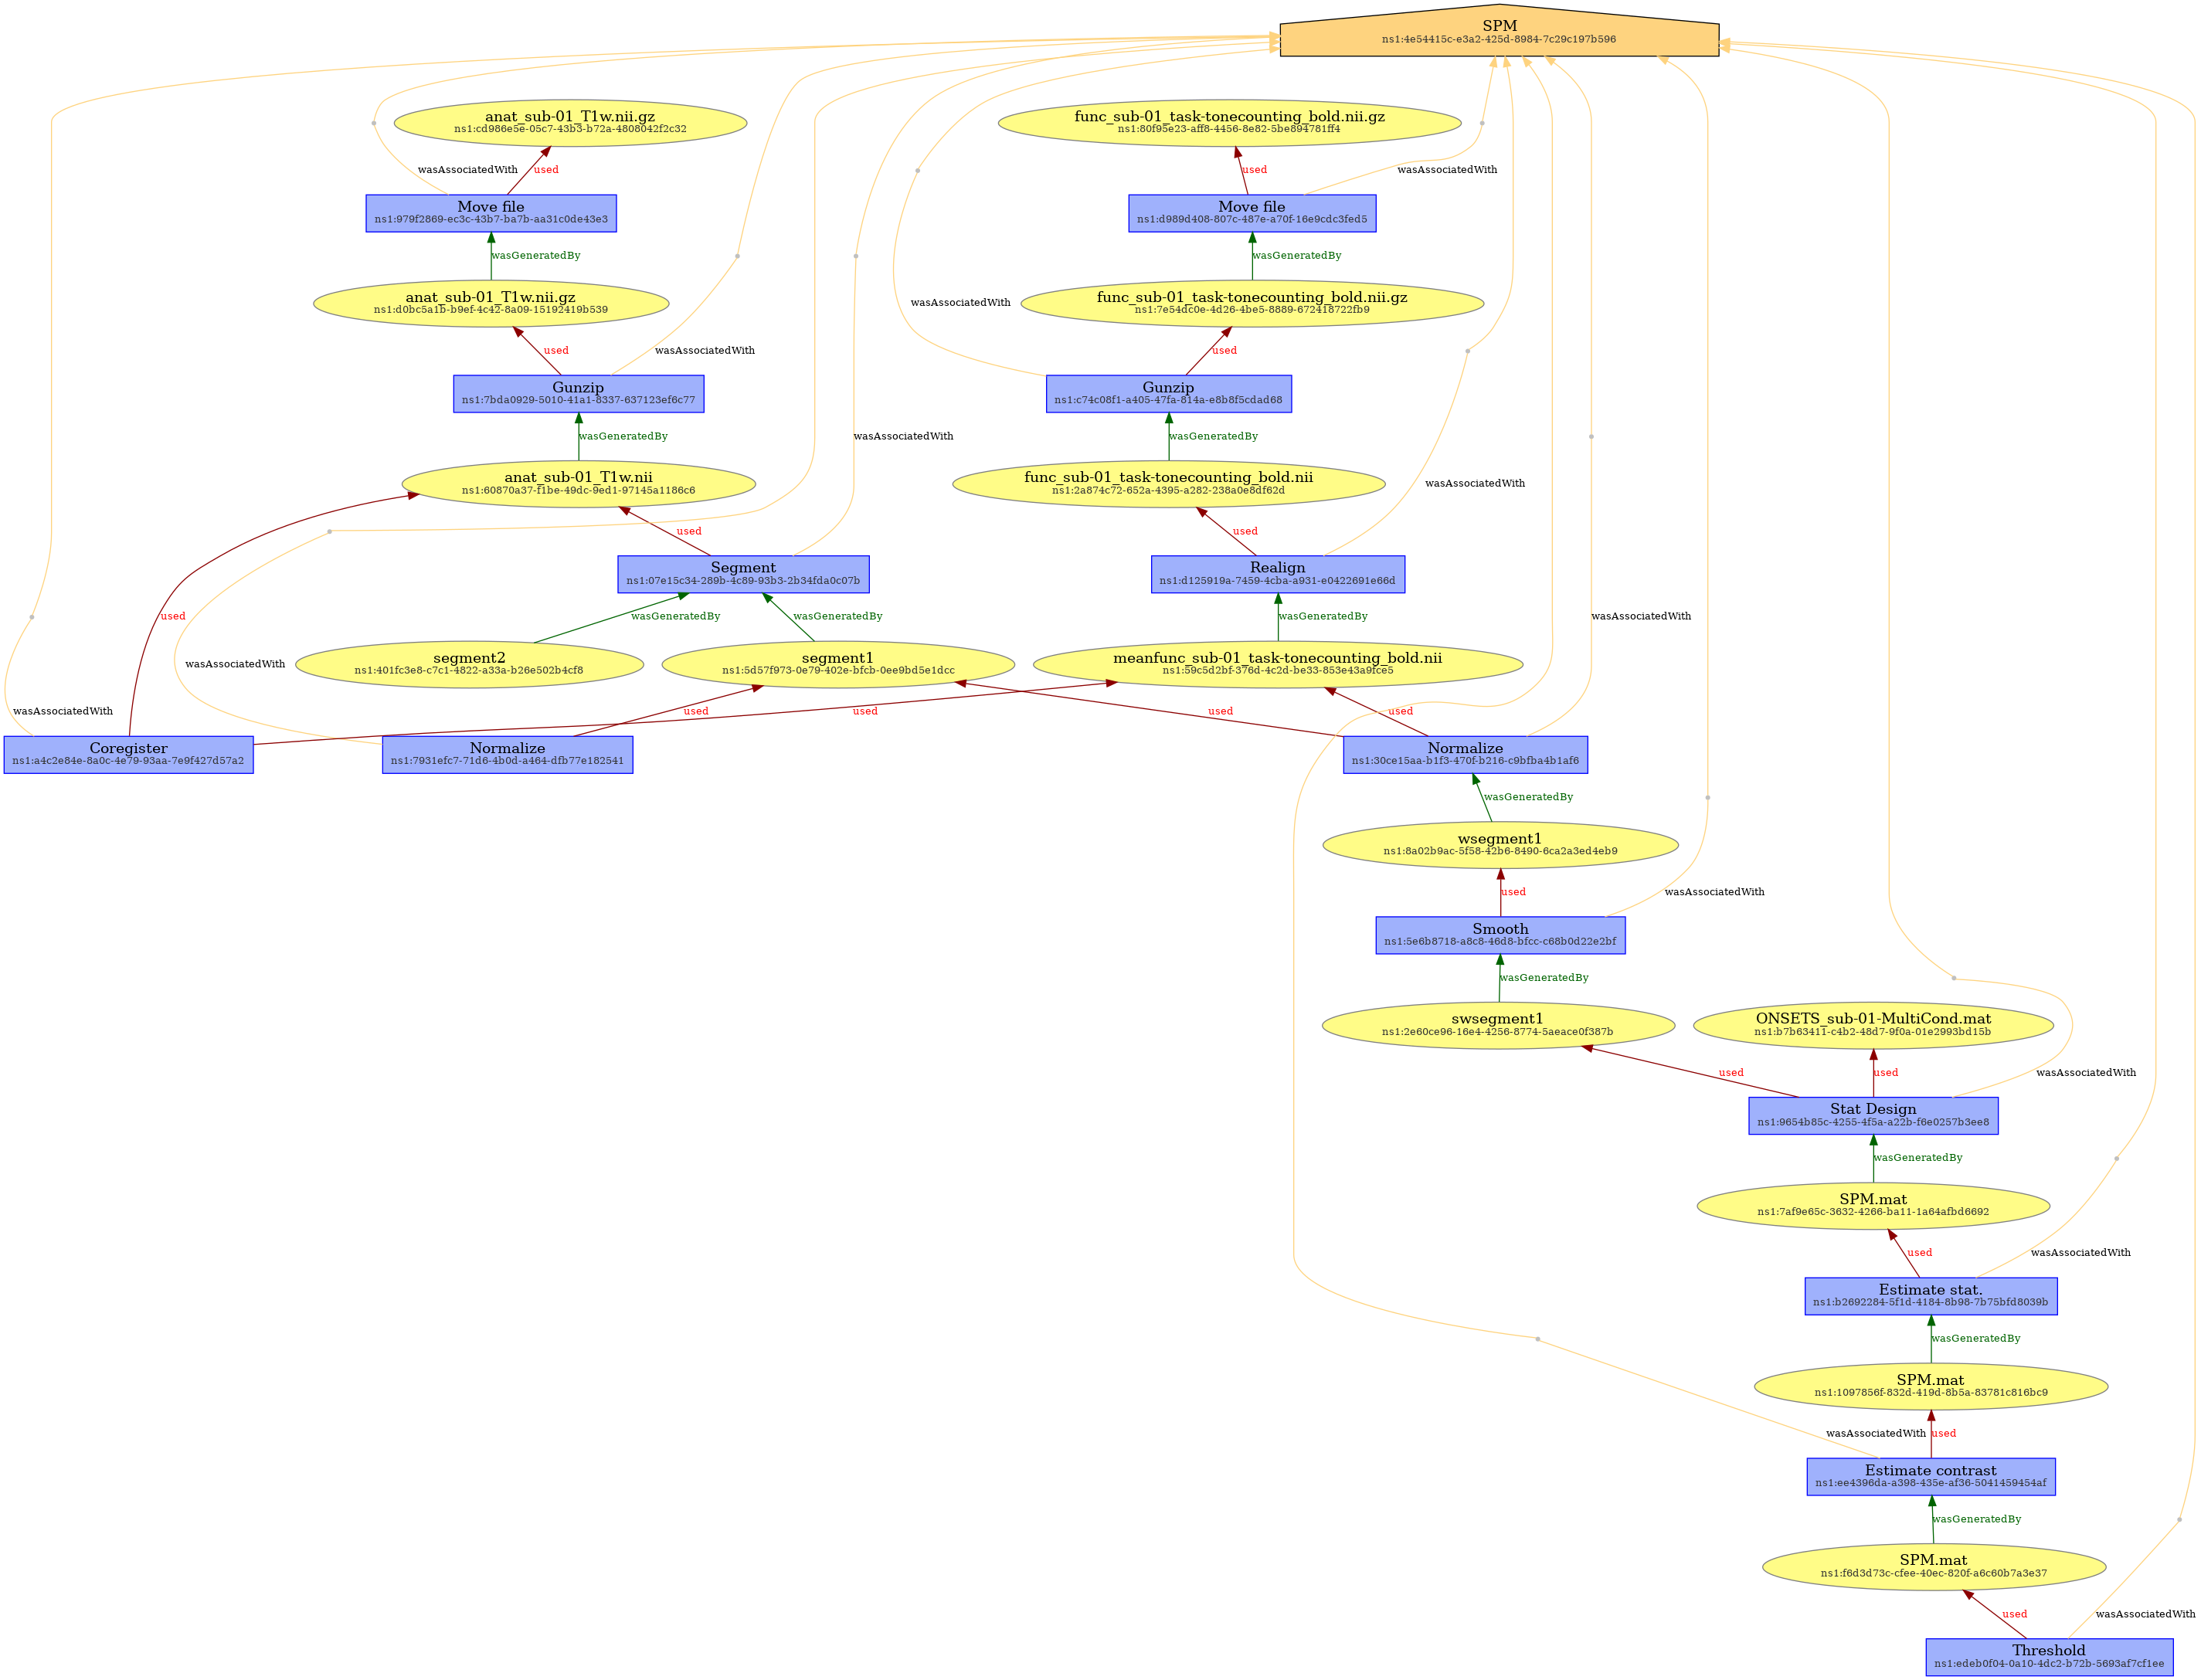 SPM
ns1:4e54415c-e3a2-425d-8984-7c29c197b596
anat_sub-01_T1w.nii.gz
ns1:cd986e5e-05c7-43b3-b72a-4808042f2c32
func_sub-01_task-tonecounting_bold.nii.gz
ns1:80f95e23-aff8-4456-8e82-5be894781ff4
wasAssociatedWith
used
used
wasAssociatedWith
Move file
ns1:979f2869-ec3c-43b7-ba7b-aa31c0de43e3
Move file
ns1:d989d408-807c-487e-a70f-16e9cdc3fed5
wasGeneratedBy
wasGeneratedBy
anat_sub-01_T1w.nii.gz
ns1:d0bc5a1b-b9ef-4c42-8a09-15192419b539
wasAssociatedWith
func_sub-01_task-tonecounting_bold.nii.gz
ns1:7e54dc0e-4d26-4be5-8889-672418722fb9
used
wasAssociatedWith
used
Gunzip
ns1:7bda0929-5010-41a1-8337-637123ef6c77
Gunzip
ns1:c74c08f1-a405-47fa-814a-e8b8f5cdad68
wasGeneratedBy
wasAssociatedWith
wasGeneratedBy
anat_sub-01_T1w.nii
ns1:60870a37-f1be-49dc-9ed1-97145a1186c6
func_sub-01_task-tonecounting_bold.nii
ns1:2a874c72-652a-4395-a282-238a0e8df62d
wasAssociatedWith
used
used
Segment
ns1:07e15c34-289b-4c89-93b3-2b34fda0c07b
Realign
ns1:d125919a-7459-4cba-a931-e0422691e66d
used
wasGeneratedBy
wasGeneratedBy
wasGeneratedBy
wasAssociatedWith
wasAssociatedWith
segment2
ns1:401fc3e8-c7c1-4822-a33a-b26e502b4cf8
segment1
ns1:5d57f973-0e79-402e-bfcb-0ee9bd5e1dcc
meanfunc_sub-01_task-tonecounting_bold.nii
ns1:59c5d2bf-376d-4c2d-be33-853e43a9fce5
wasAssociatedWith
used
used
used
used
Coregister
ns1:a4c2e84e-8a0c-4e79-93aa-7e9f427d57a2
Normalize
ns1:7931efc7-71d6-4b0d-a464-dfb77e182541
Normalize
ns1:30ce15aa-b1f3-470f-b216-c9bfba4b1af6
wasGeneratedBy
wsegment1
ns1:8a02b9ac-5f58-42b6-8490-6ca2a3ed4eb9
used
wasAssociatedWith
Smooth
ns1:5e6b8718-a8c8-46d8-bfcc-c68b0d22e2bf
wasGeneratedBy
swsegment1
ns1:2e60ce96-16e4-4256-8774-5aeace0f387b
ONSETS_sub-01-MultiCond.mat
ns1:b7b63411-c4b2-48d7-9f0a-01e2993bd15b
used
used
wasAssociatedWith
Stat Design
ns1:9654b85c-4255-4f5a-a22b-f6e0257b3ee8
wasGeneratedBy
SPM.mat
ns1:7af9e65c-3632-4266-ba11-1a64afbd6692
used
wasAssociatedWith
Estimate stat.
ns1:b2692284-5f1d-4184-8b98-7b75bfd8039b
wasGeneratedBy
SPM.mat
ns1:1097856f-832d-419d-8b5a-83781c816bc9
wasAssociatedWith
used
Estimate contrast
ns1:ee4396da-a398-435e-af36-5041459454af
wasGeneratedBy
SPM.mat
ns1:f6d3d73c-cfee-40ec-820f-a6c60b7a3e37
used
wasAssociatedWith
Threshold
ns1:edeb0f04-0a10-4dc2-b72b-5693af7cf1ee